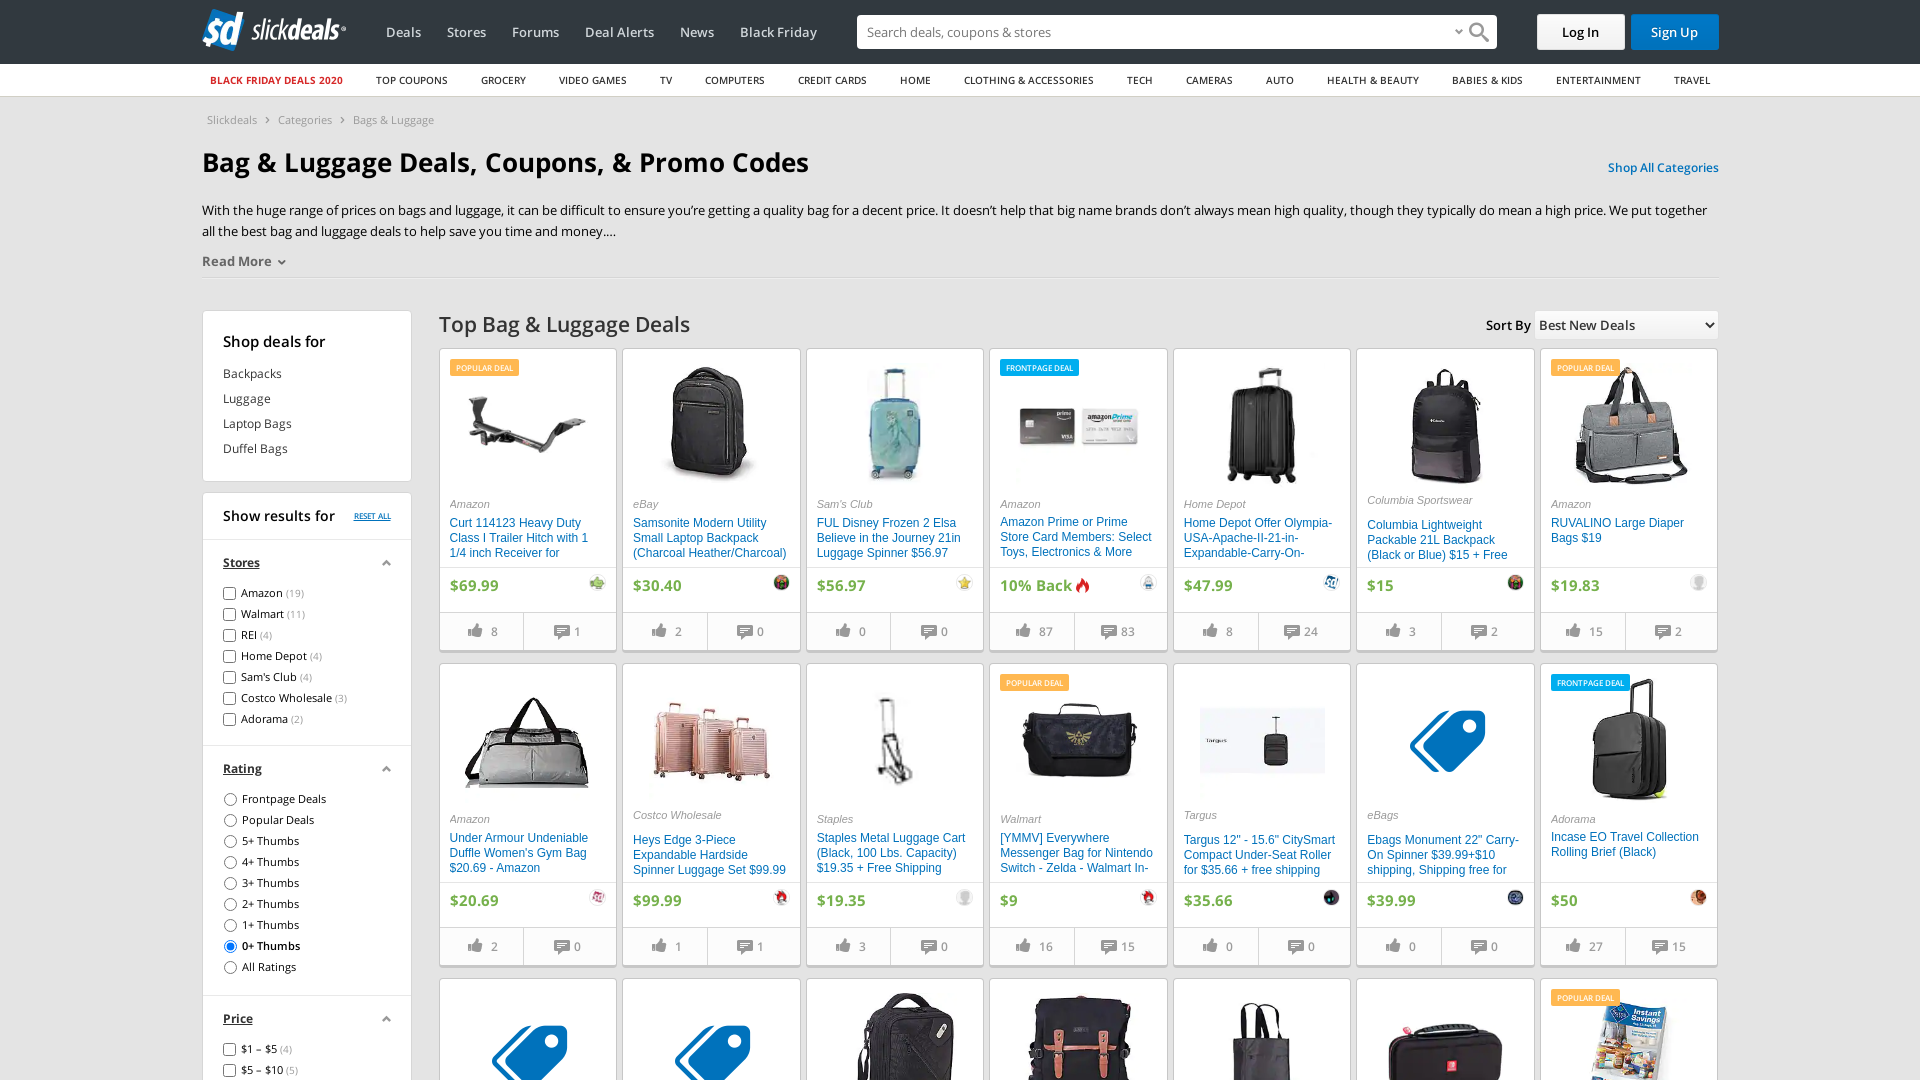 sd slickdeals
Deals
Stores
Forums
Deal Alerts
News
Black Friday
Search deals, coupons & stores
Log In
Sign Up
BLACK FRIDAY DEALS 2020
TOP COUPONS
GROCERY
VIDEO GAMES
TV
COMPUTERS
CREDIT CARDS
HOME
CLOTHING & ACCESSORIES
TECH
CAMERAS
AUTO
HEALTH & BEAUTY
BABIES & KIDS
ENTERTAINMENT
TRAVEL
Slickdeals > Categories > Bags & Luggage
Bag & Luggage Deals, Coupons, & Promo Codes
Shop All Categories
With the huge range of prices on bags and luggage, it can be difficult to ensure you’re getting a quality bag for a decent price. It doesn’t help that big name brands don’t always mean high quality, though they typically do mean a high price. We put together
all the best bag and luggage deals to help save you time and money....
Read More
Shop deals for
Backpacks
Luggage
Laptop Bags
Duffel Bags
Show results for
RESET ALL
Stores
Amazon (19)
Walmart (11)
REI (4)
Home Depot (4)
Sam's Club (4)
Costco Wholesale (3)
Adorama (2)
Rating
Frontpage Deals
Popular Deals
5+ Thumbs
4+ Thumbs
3+ Thumbs
2+ Thumbs
1+ Thumbs
0+ Thumbs
All Ratings
Price
$1 – $5 (4)
$5 – $10 (5)
Top Bag & Luggage Deals
Sort By
Best New Deals
POPULAR DEAL
Amazon
Curt 114123 Heavy Duty
Class I Trailer Hitch with 1
1/4 inch Receiver for
$69.99
8
1
eBay
Samsonite Modern Utility
Small Laptop Backpack
(Charcoal Heather/Charcoal)
$30.40
2
0
Sam's Club
FUL Disney Frozen 2 Elsa
Believe in the Journey 21in
Luggage Spinner $56.97
$56.97
0
0
FRONTPAGE DEAL
prime
VISA
amazonPrime
Amazon
Amazon Prime or Prime
Store Card Members: Select
Toys, Electronics & More
10% Back
87
83
Home Depot
Home Depot Offer Olympia-
USA-Apache-II-21-in-
Expandable-Carry-On-
$47.99
8
24
Columbia Sportswear
Columbia Lightweight
Packable 21L Backpack
(Black or Blue) $15 + Free
$15
3
2
POPULAR DEAL
Amazon
RUVALINO Large Diaper
Bags $19
$19.83
15
2
Amazon
Under Armour Undeniable
Duffle Women's Gym Bag
$20.69 - Amazon
$20.69
2
0
Costco Wholesale
Heys Edge 3-Piece
Expandable Hardside
Spinner Luggage Set $99.99
$99.99
1
1
Staples
Staples Metal Luggage Cart
(Black, 100 Lbs. Capacity)
$19.35 + Free Shipping
$19.35
3
0
POPULAR DEAL
Walmart
[YMMV] Everywhere
Messenger Bag for Nintendo
Switch - Zelda - Walmart In-
$9
16
15
Targus
Targus
Targus 12" - 15.6" CitySmart
Compact Under-Seat Roller
for $35.66 + free shipping
$35.66
0
0
eBags
Ebags Monument 22" Carry-
On Spinner $39.99+$10
shipping, Shipping free for
$39.99
0
0
FRONTPAGE DEAL
Adorama
Incase EO Travel Collection
Rolling Brief (Black)
$50
27
15
POPULAR DEAL
Instant
Savings